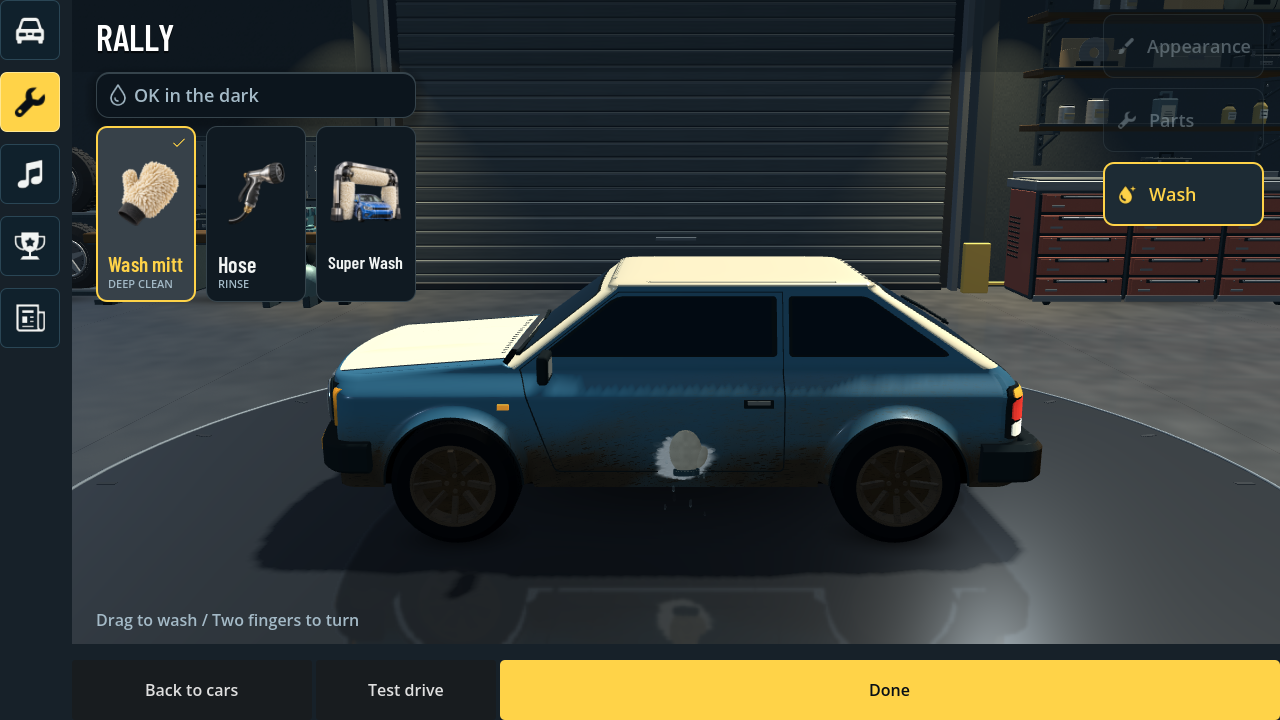 RALLY
OK in the dark
Wash mitt
DEEP CLEAN
Hose
RINSE
Super Wash
Appearance
Parts
Wash
Drag to wash / Two fingers to turn
Back to cars
Test drive
Done